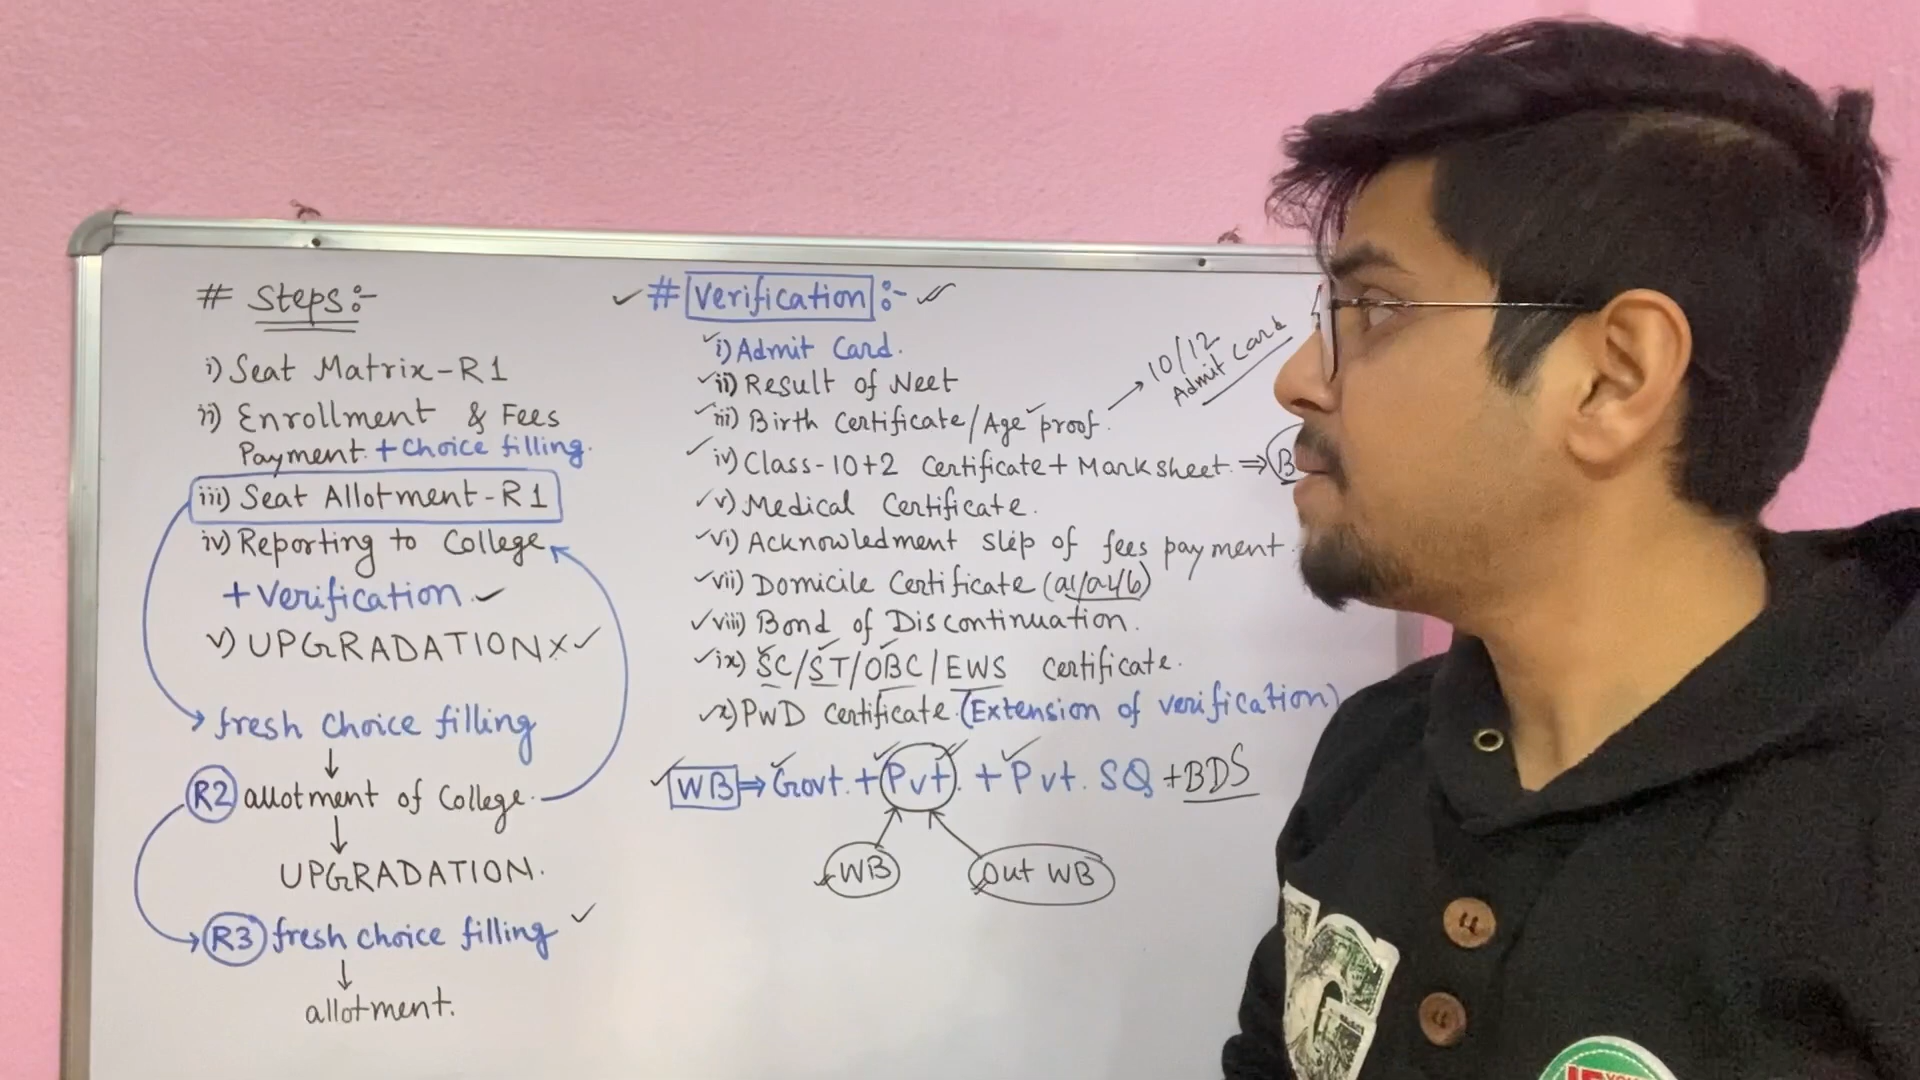 # Steps:-
i) Seat Matrix-R1
ii) Enrollment & Fees
Payment + Choice filling.
iii) Seat Allotment-R1
iv) Reporting to College
+ Verification
v) UPGRADATION
fresh choice filling
R2 allotment of College.
UPGRADATION.
R3 fresh choice filling
allotment.
# Verification:-
i) Admit Card.
ii) Result of Neet
iii) Birth Certificate/Age proof.
10/12
Admit Card
iv) Class-10+2 Certificate + Marksheet. ⇒ B
v) Medical Certificate.
vi) Acknowledment slip of fees payment.
vii) Domicile Certificate (a1/a2/b)
viii) Bond of Discontinuation.
ix) SC/ST/OBC/EWS certificate.
x) PwD Certificate. (Extension of verification)
WB ⇒ Govt. + Pvt. + Pvt. SQ + BDS
WB
Out WB